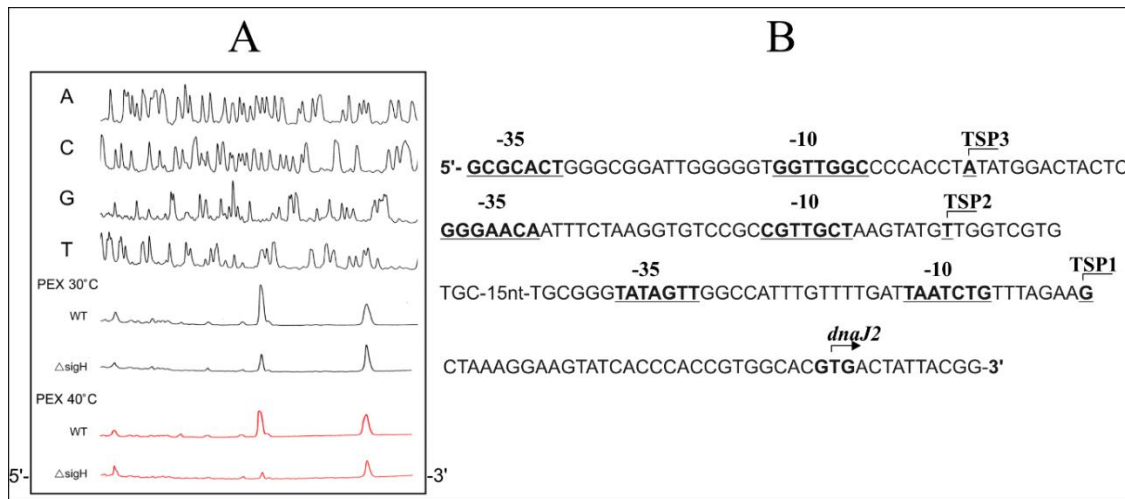 A
A
C
G
T
PEX 30°C
WT
△sigH
PEX 40°C
WT
△sigH
5'-
-3'
B
-35 -10 TSP3
5'- GCGCACTGGGCGGATTGGGGGTGGTTGGCCCCACCTATATGGACTACTC
-35 -10 TSP2
GGGAACAATTTCTAAGGTGTCCGCCGTTGCTAAGTATGTTGGTCGTG
-35 -10 TSP1
TGC-15nt-TGCGGGTATAGTTGGCCATTTGTTTTGATTAATCTGTTTAGAAG
dnaJ2
CTAAAGGAAGTATCACCCACCGTGGCACGTGACTATTACGG-3'